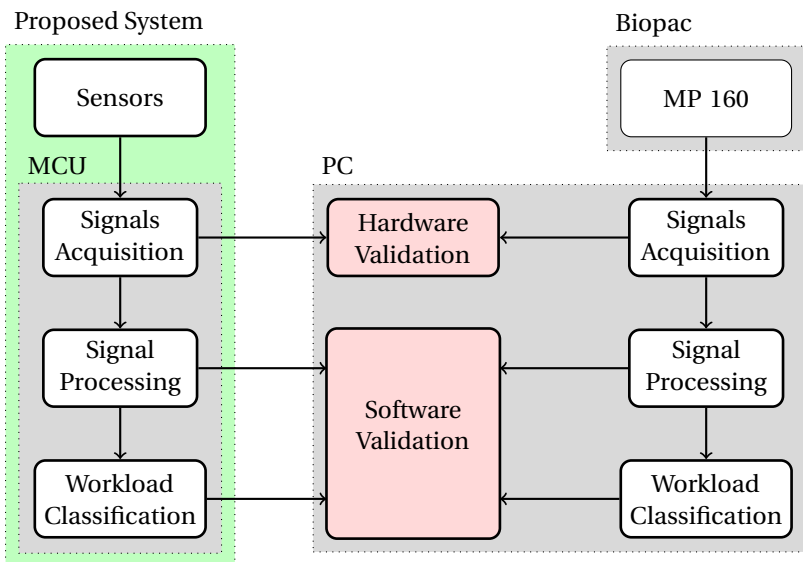 Proposed System
Biopac
Sensors
MP 160
MCU
PC
Signals
Acquisition
Hardware
Validation
Signals
Acquisition
Signal
Processing
Signal
Processing
Software
Validation
Workload
Classification
Workload
Classification